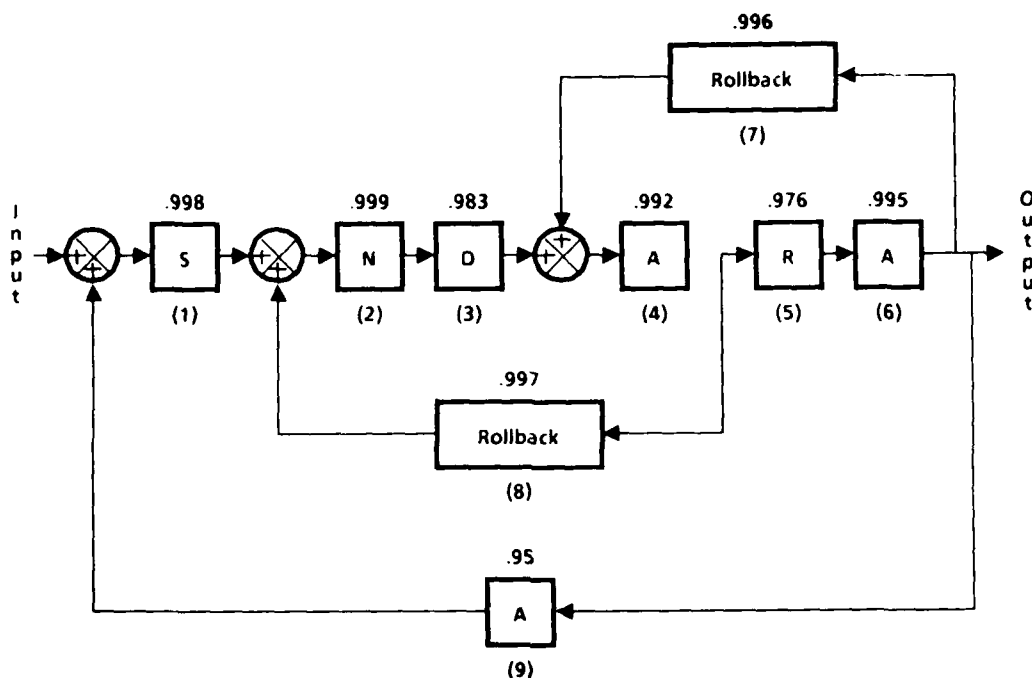 .996
Rollback
(7)
Input
.998
.999
.983
.992
.976
.995
Output
+
+
+
+
+
+
S
N
D
A
R
A
(1)
(2)
(3)
(4)
(5)
(6)
.997
Rollback
(8)
.95
A
(9)